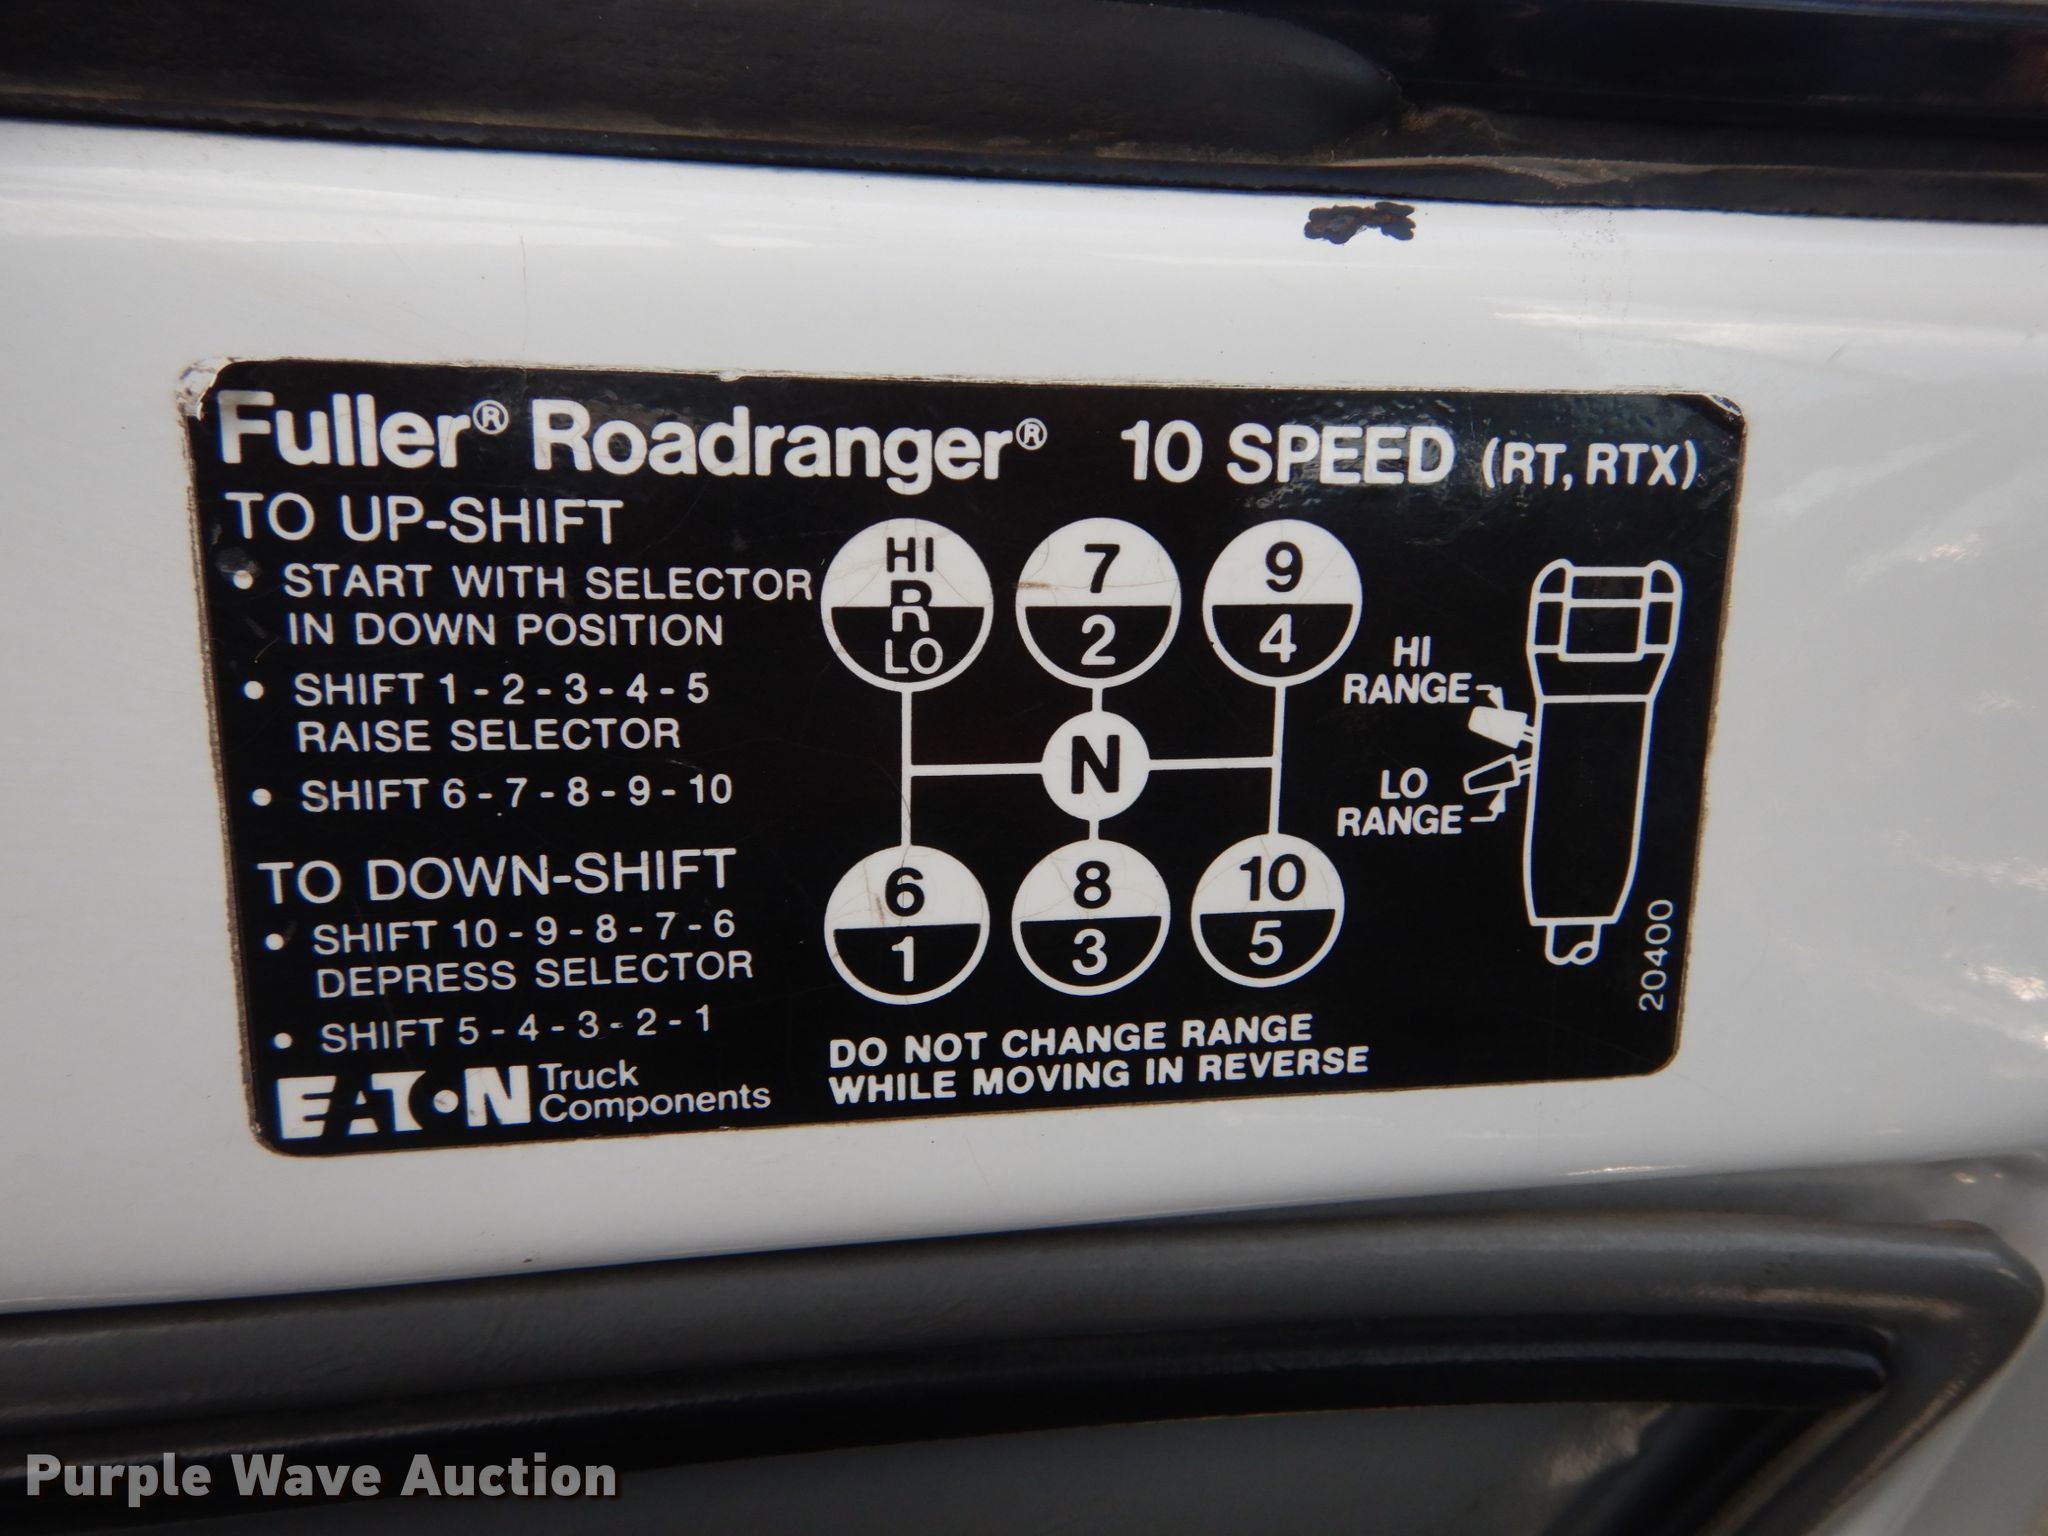 Fuller® Roadranger® 10 SPEED (RT, RTX)
TO UP-SHIFT
• START WITH SELECTOR
IN DOWN POSITION
• SHIFT 1 - 2 - 3 - 4 - 5
RAISE SELECTOR
• SHIFT 6 - 7 - 8 - 9 - 10
TO DOWN-SHIFT
• SHIFT 10 - 9 - 8 - 7 - 6
DEPRESS SELECTOR
• SHIFT 5 - 4 - 3 - 2 - 1
EATON Truck
Components
HI
R
LO
7
2
9
4
N
6
1
8
3
10
5
HI
RANGE
LO
RANGE
20400
DO NOT CHANGE RANGE
WHILE MOVING IN REVERSE
Purple Wave Auction